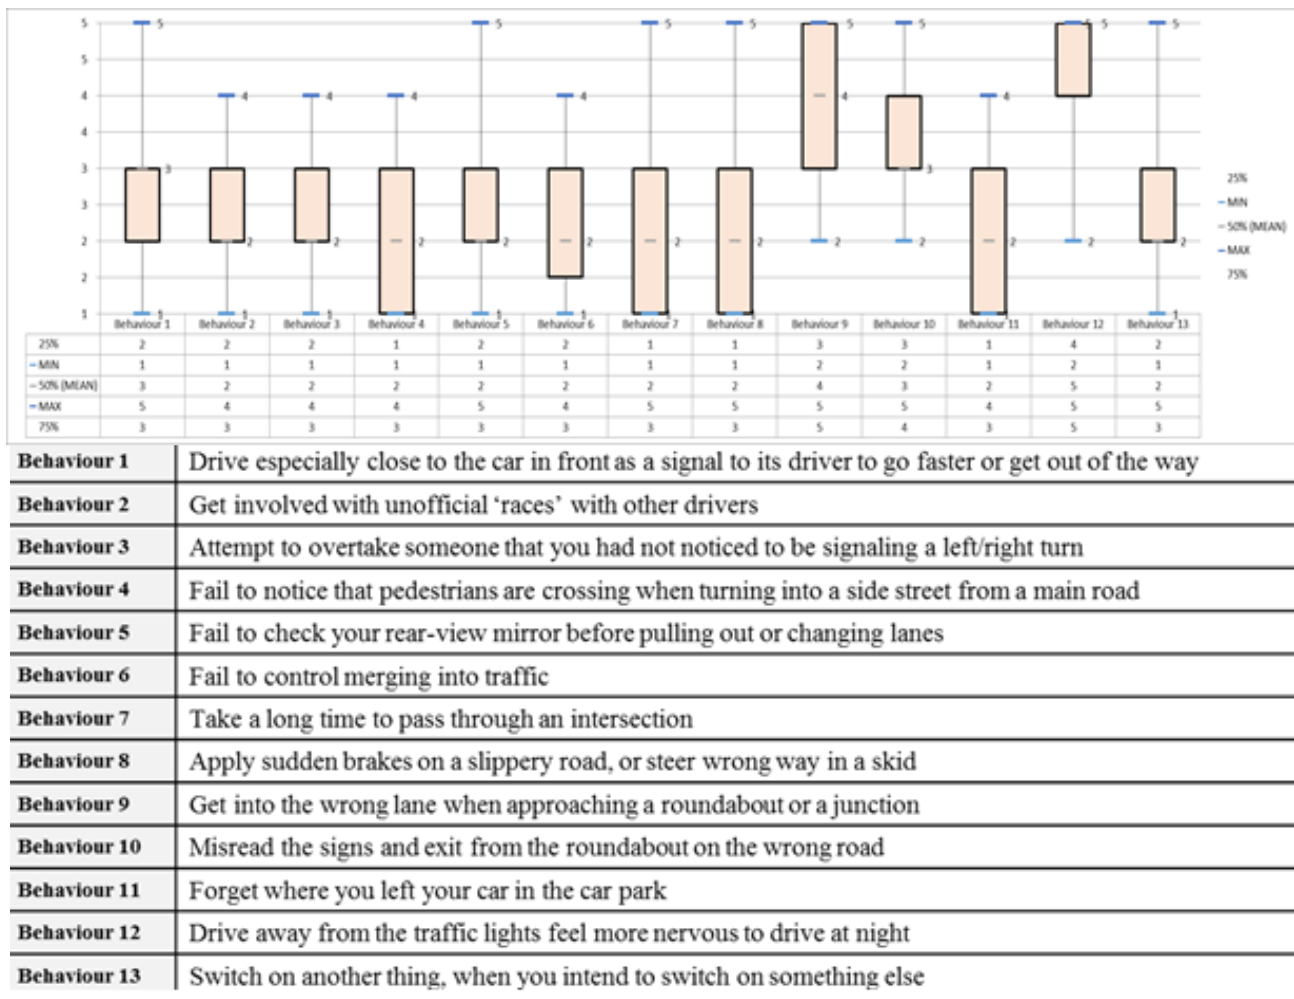 5
5
4
4
3
3
2
2
1
5 4 4 4 5 4 5 5 5 5 4 5 5
3 2 2 2 2 2 2 2 4 3 2 5 2
1 1 1 1 1 1 1 1 2 2 1 2 1
25%
MIN
50% (MEAN)
MAX
75%
Behaviour 1 Behaviour 2 Behaviour 3 Behaviour 4 Behaviour 5 Behaviour 6 Behaviour 7 Behaviour 8 Behaviour 9 Behaviour 10 Behaviour 11 Behaviour 12 Behaviour 13
25% 2 2 2 1 2 2 1 1 3 3 1 4 2
MIN 1 1 1 1 1 1 1 1 2 2 1 2 1
50% (MEAN) 3 2 2 2 2 2 2 2 4 3 2 5 2
MAX 5 4 4 4 5 4 5 5 5 5 4 5 5
75% 3 3 3 3 3 3 3 3 5 4 3 5 3
Behaviour 1 Drive especially close to the car in front as a signal to its driver to go faster or get out of the way
Behaviour 2 Get involved with unofficial ‘races’ with other drivers
Behaviour 3 Attempt to overtake someone that you had not noticed to be signaling a left/right turn
Behaviour 4 Fail to notice that pedestrians are crossing when turning into a side street from a main road
Behaviour 5 Fail to check your rear-view mirror before pulling out or changing lanes
Behaviour 6 Fail to control merging into traffic
Behaviour 7 Take a long time to pass through an intersection
Behaviour 8 Apply sudden brakes on a slippery road, or steer wrong way in a skid
Behaviour 9 Get into the wrong lane when approaching a roundabout or a junction
Behaviour 10 Misread the signs and exit from the roundabout on the wrong road
Behaviour 11 Forget where you left your car in the car park
Behaviour 12 Drive away from the traffic lights feel more nervous to drive at night
Behaviour 13 Switch on another thing, when you intend to switch on something else